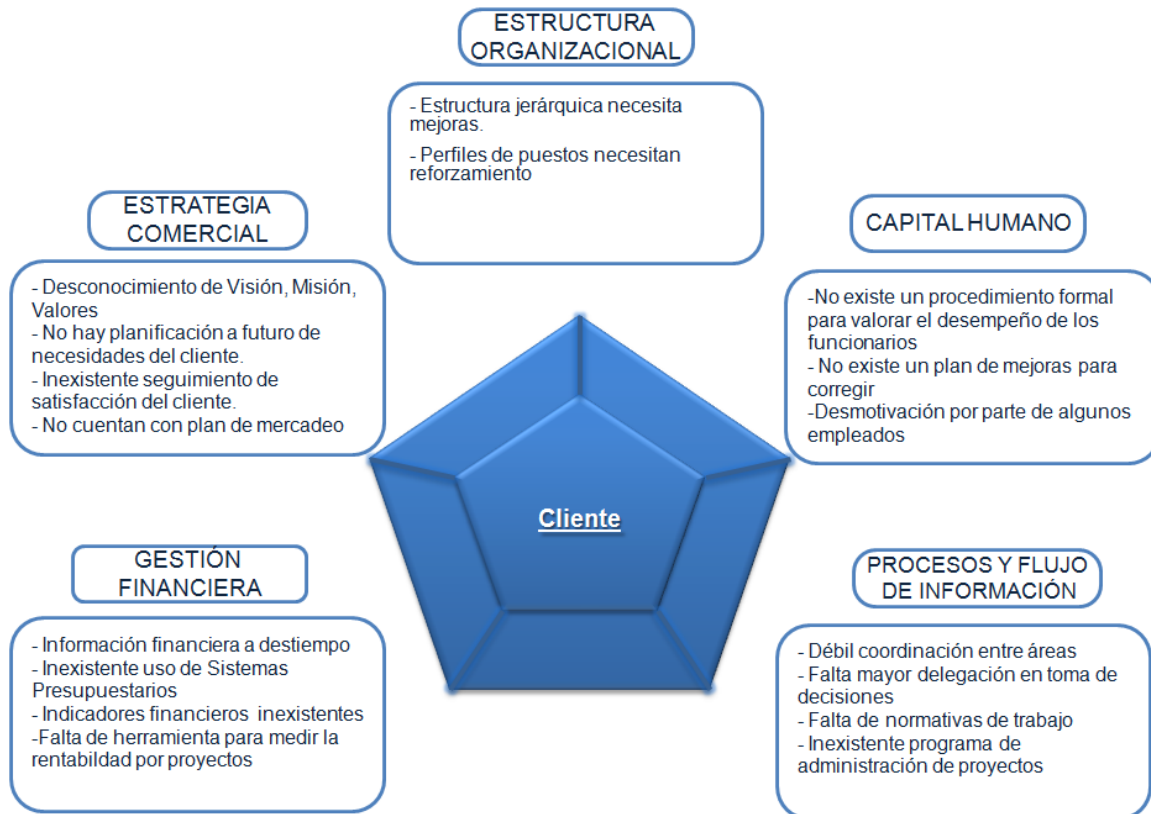 ESTRUCTURA
ORGANIZACIONAL
- Estructura jerárquica necesita
mejoras.
- Perfiles de puestos necesitan
reforzamiento
ESTRATEGIA
COMERCIAL
- Desconocimiento de Visión, Misión,
Valores
- No hay planificación a futuro de
necesidades del cliente.
- Inexistente seguimiento de
satisfacción del cliente.
- No cuentan con plan de mercadeo
CAPITAL HUMANO
-No existe un procedimiento formal
para valorar el desempeño de los
funcionarios
- No existe un plan de mejoras para
corregir
-Desmotivación por parte de algunos
empleados
Cliente
GESTIÓN
FINANCIERA
- Información financiera a destiempo
- Inexistente uso de Sistemas
Presupuestarios
- Indicadores financieros inexistentes
-Falta de herramienta para medir la
rentabildad por proyectos
PROCESOS Y FLUJO
DE INFORMACIÓN
- Débil coordinación entre áreas
- Falta mayor delegación en toma de
decisiones
- Falta de normativas de trabajo
- Inexistente programa de
administración de proyectos